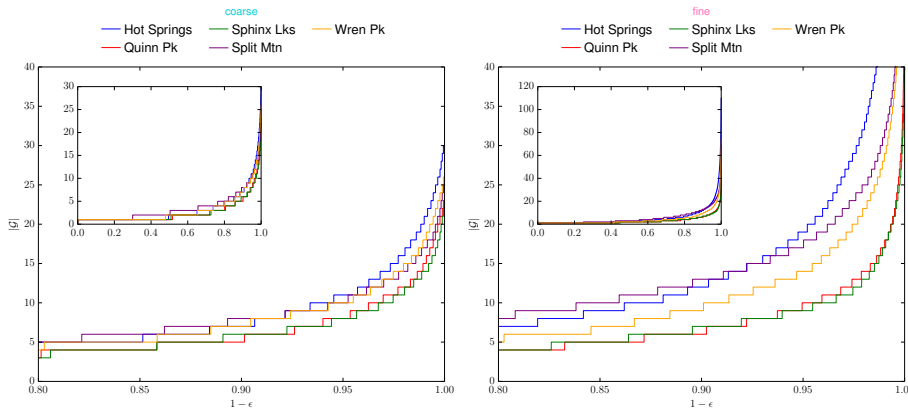 coarse
Hot Springs Sphinx Lks Wren Pk
Quinn Pk Split Mtn
40
35
30
25
20
15
10
5
0
|𝒢|
0.80 0.85 0.90 0.95 1.00
1 − ϵ
30
25
20
15
10
5
0
0.0 0.2 0.4 0.6 0.8 1.0
fine
Hot Springs Sphinx Lks Wren Pk
Quinn Pk Split Mtn
40
35
30
25
20
15
10
5
0
|𝒢|
0.80 0.85 0.90 0.95 1.00
1 − ϵ
120
100
80
60
40
20
0
0.0 0.2 0.4 0.6 0.8 1.0